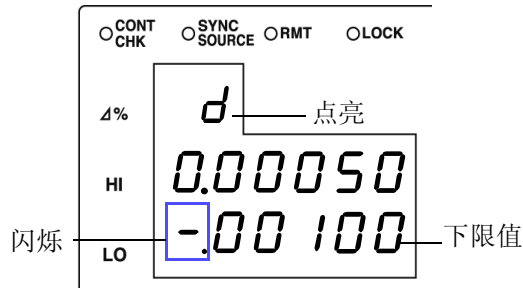 CONT CHK
SYNC SOURCE
RMT
LOCK
⊿% d 点亮
HI 0.00050
闪烁 LO -.00100 下限值